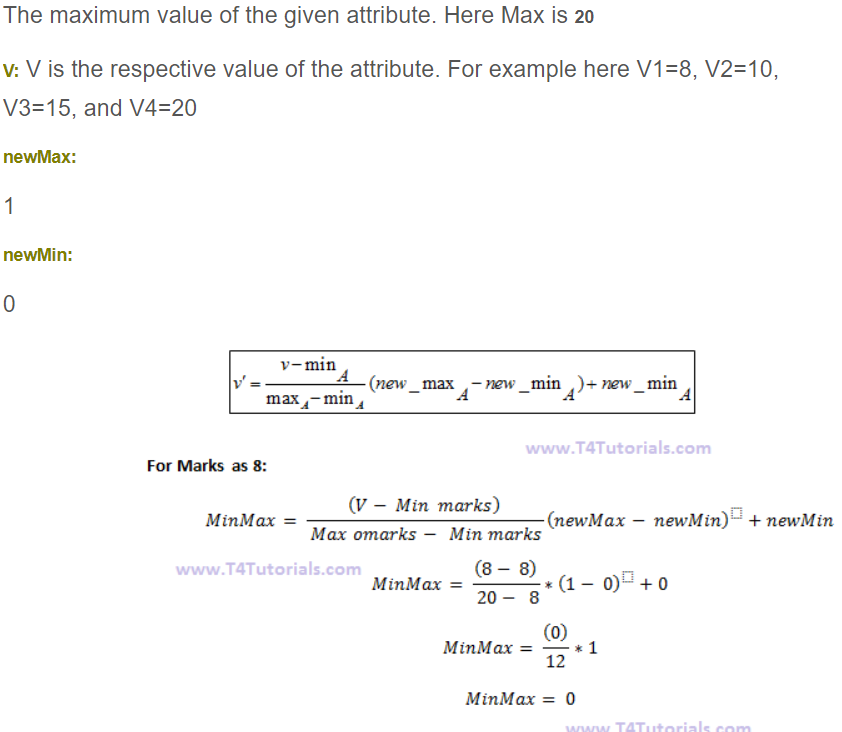 The maximum value of the given attribute. Here Max is 20
V: V is the respective value of the attribute. For example here V1=8, V2=10,
V3=15, and V4=20
newMax:
1
newMin:
0
v' = (v − min_A) / (max_A − min_A) (new_max_A − new_min_A) + new_min_A
www.T4Tutorials.com
For Marks as 8:
MinMax = (V − Min marks) / (Max omarks − Min marks) (newMax − newMin)^□ + newMin
www.T4Tutorials.com
MinMax = (8 − 8) / (20 − 8) * (1 − 0)^□ + 0
MinMax = (0) / 12 * 1
MinMax = 0
www.T4Tutorials.com